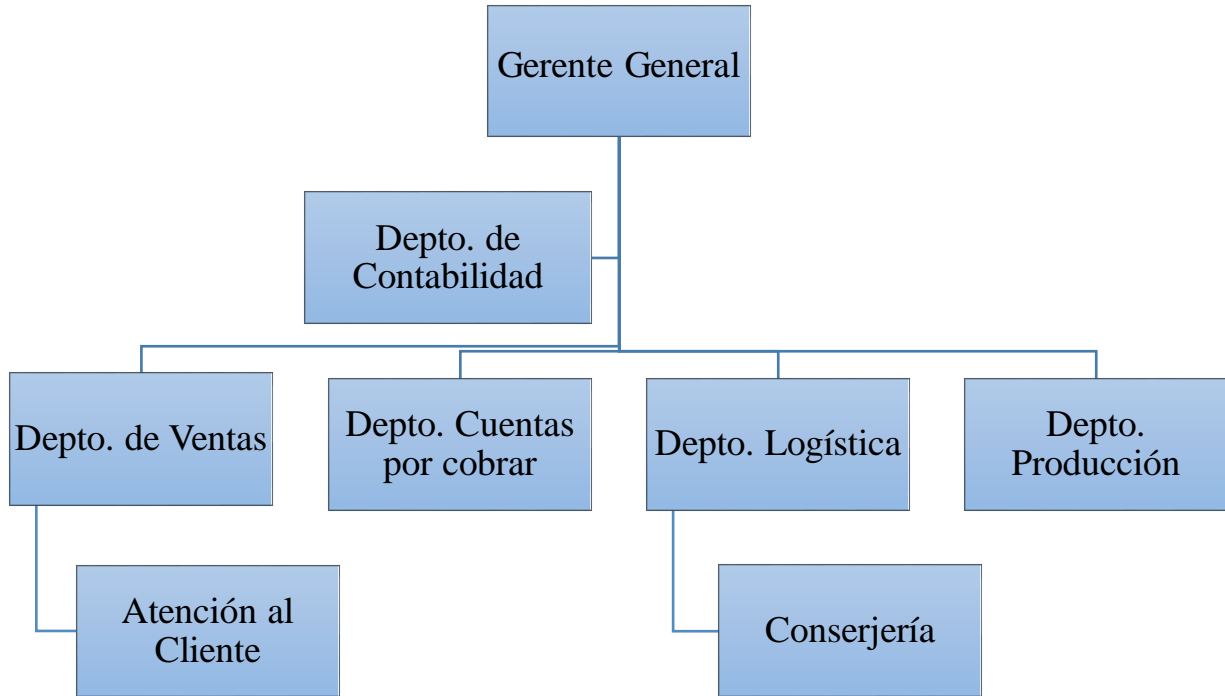 Gerente General
Depto. de
Contabilidad
Depto. de Ventas
Depto. Cuentas
por cobrar
Depto. Logística
Depto.
Producción
Atención al
Cliente
Conserjería